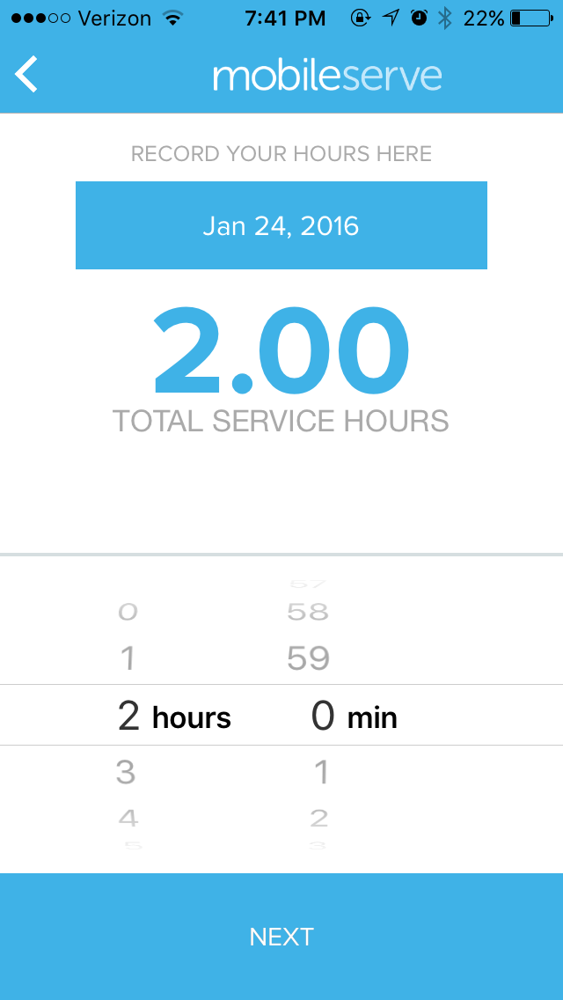 Verizon 7:41 PM 22%
mobileserve
RECORD YOUR HOURS HERE
Jan 24, 2016
2.00
TOTAL SERVICE HOURS
57
0 58
1 59
2 hours 0 min
3 1
4 2
5 3
NEXT